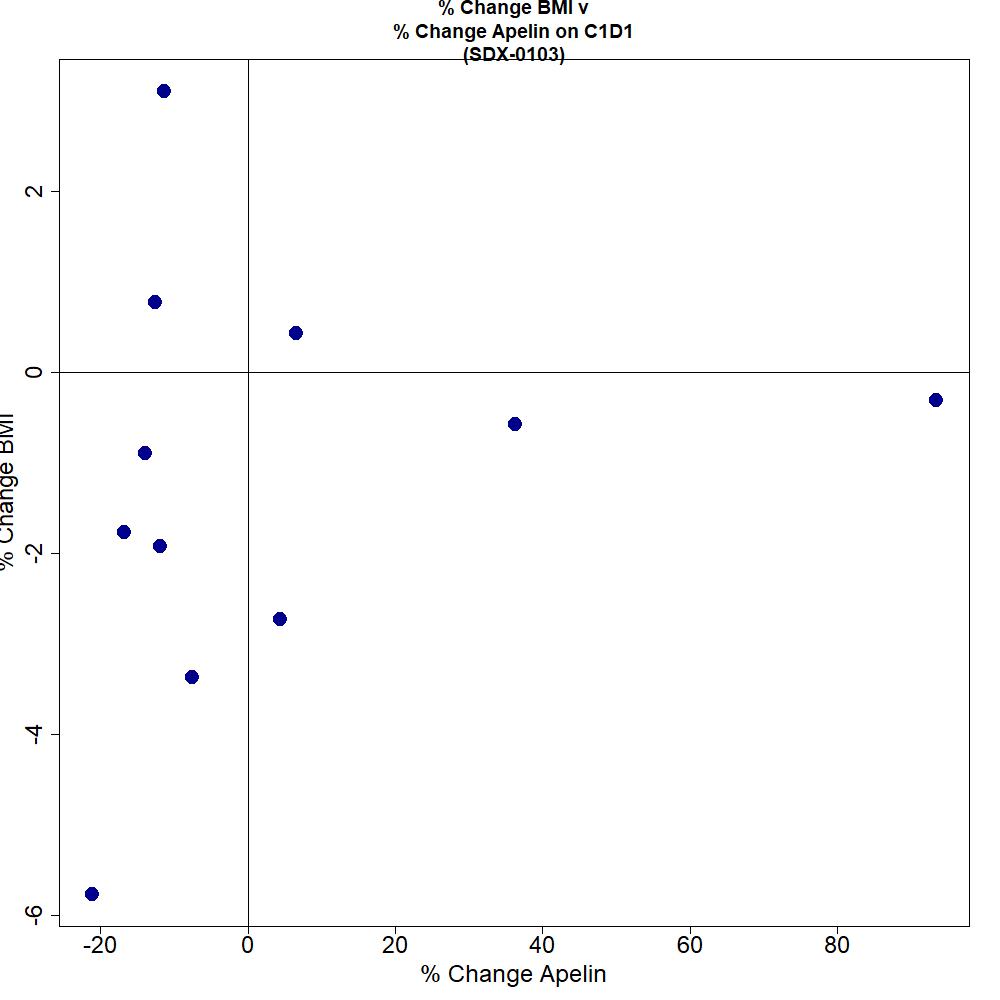 % Change BMI v
% Change Apelin on C1D1
(SDX-0103)
2
0
-2
-4
-6
% Change BMI
-20
0
20
40
60
80
% Change Apelin